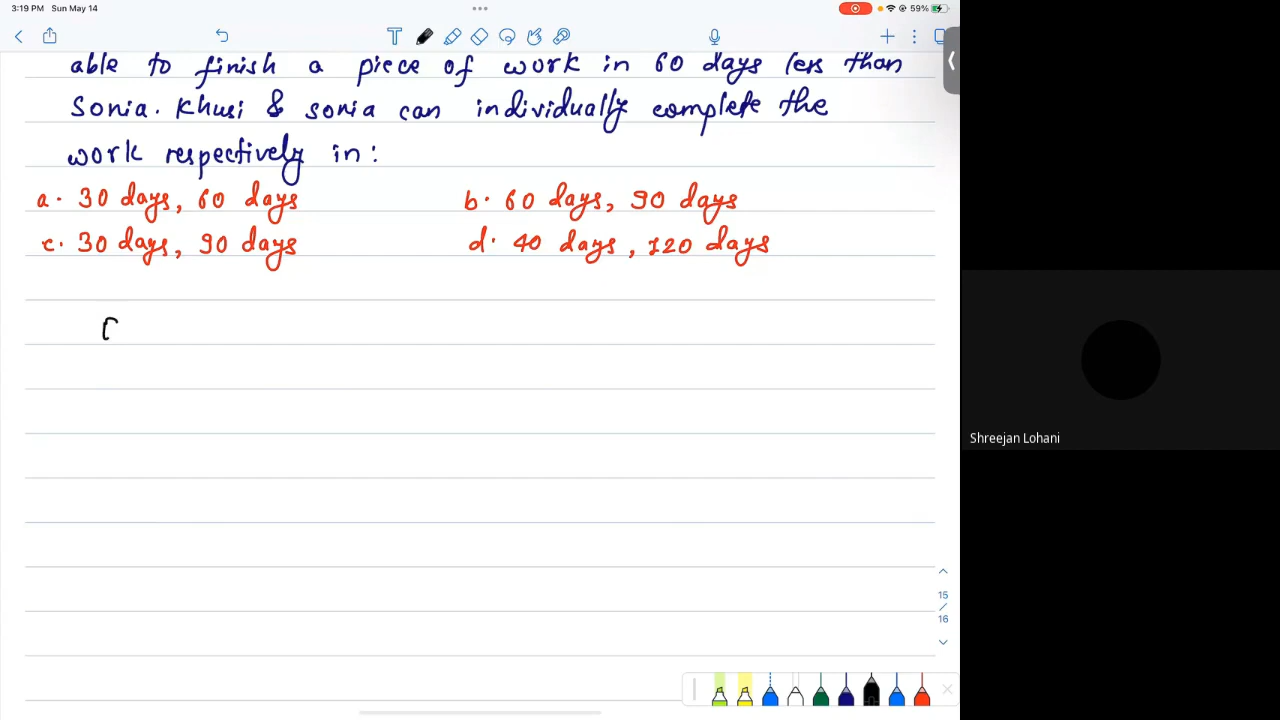 3:19 PM Sun May 14
59%
able to finish a piece of work in 60 days less than
Sonia. Khusi & sonia can individually complete the
work respectively in:
a. 30 days, 60 days
b. 60 days, 90 days
c. 30 days, 90 days
d. 40 days, 120 days
Shreejan Lohani
15
/
16